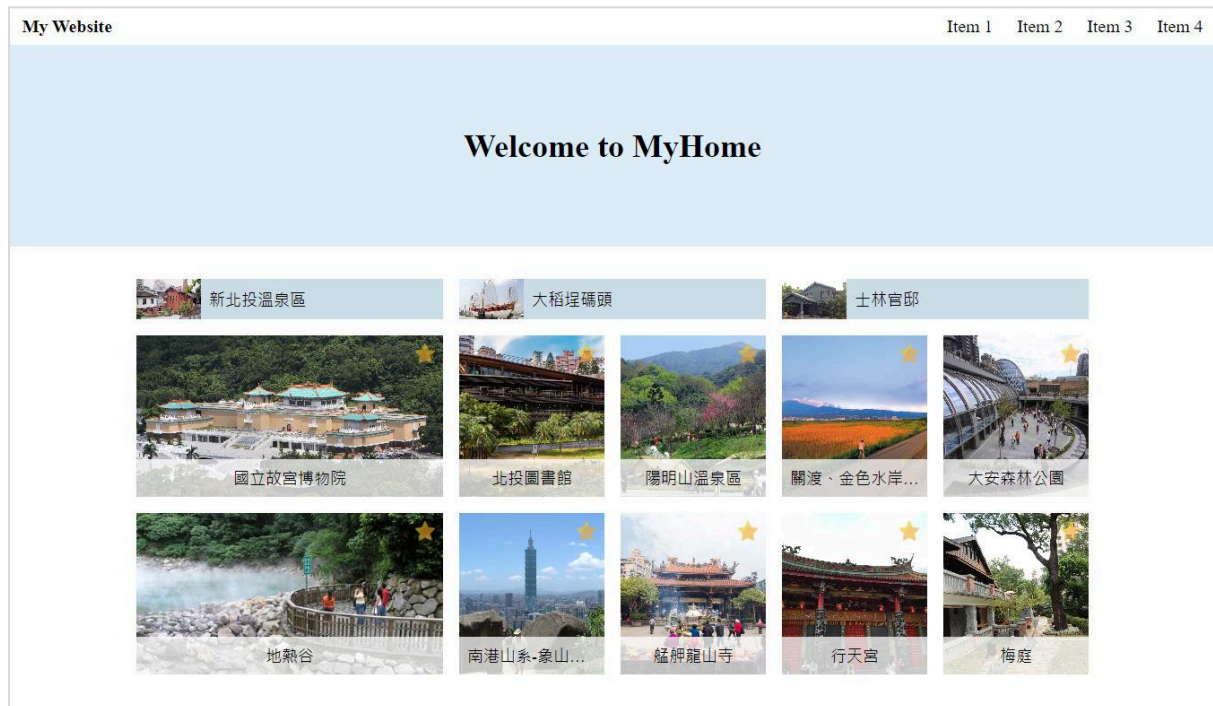 My Website
Item 1 Item 2 Item 3 Item 4
Welcome to MyHome
新北投溫泉區 大稻埕碼頭 士林官邸
國立故宮博物院 北投圖書館 陽明山溫泉區 關渡、金色水岸... 大安森林公園
地熱谷 南港山系-象山... 艋舺龍山寺 行天宮 梅庭